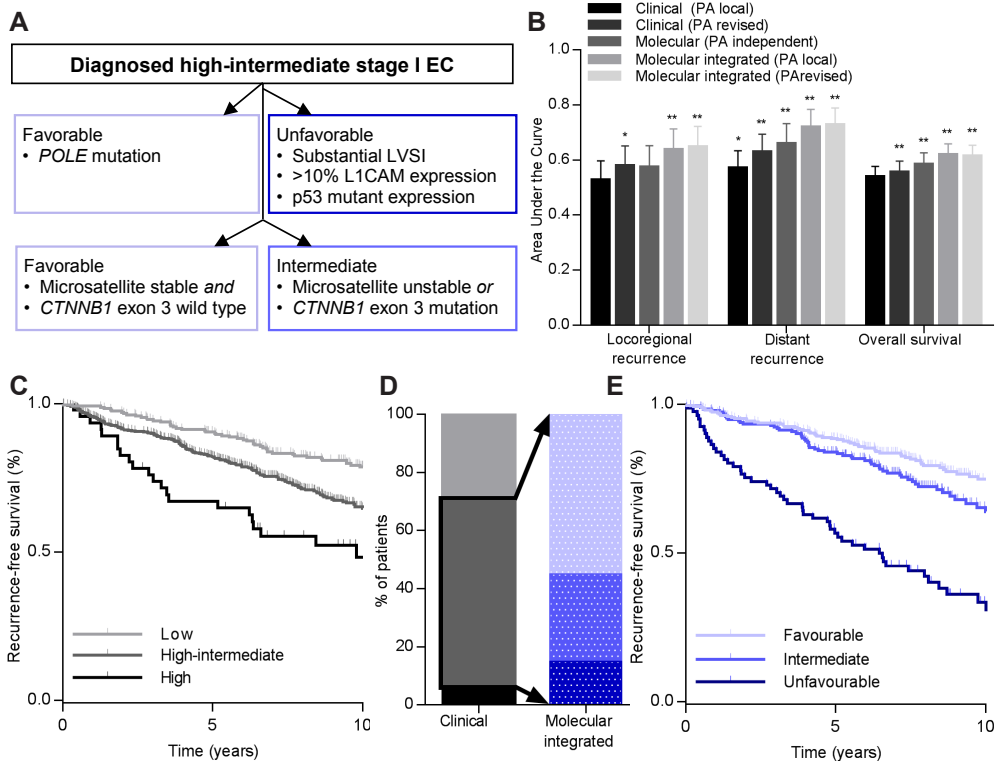 A
Diagnosed high-intermediate stage I EC
Favorable
• POLE mutation
Unfavorable
• Substantial LVSI
• >10% L1CAM expression
• p53 mutant expression
Favorable
• Microsatellite stable and
• CTNNB1 exon 3 wild type
Intermediate
• Microsatellite unstable or
• CTNNB1 exon 3 mutation
B
Clinical (PA local)
Clinical (PA revised)
Molecular (PA independent)
Molecular integrated (PA local)
Molecular integrated (PArevised)
Area Under the Curve
1.0
0.8
0.6
0.4
0.2
0.0
* ** **
* ** ** ** **
** ** ** **
Locoregional
recurrence
Distant
recurrence
Overall survival
C
Recurrence-free survival (%)
1.0
0.5
0.0
Low
High-intermediate
High
0 5 10
Time (years)
D
% of patients
100
80
60
40
20
0
Clinical
Molecular
integrated
E
Recurrence-free survival (%)
1.0
0.5
0.0
Favourable
Intermediate
Unfavourable
0 5 10
Time (years)